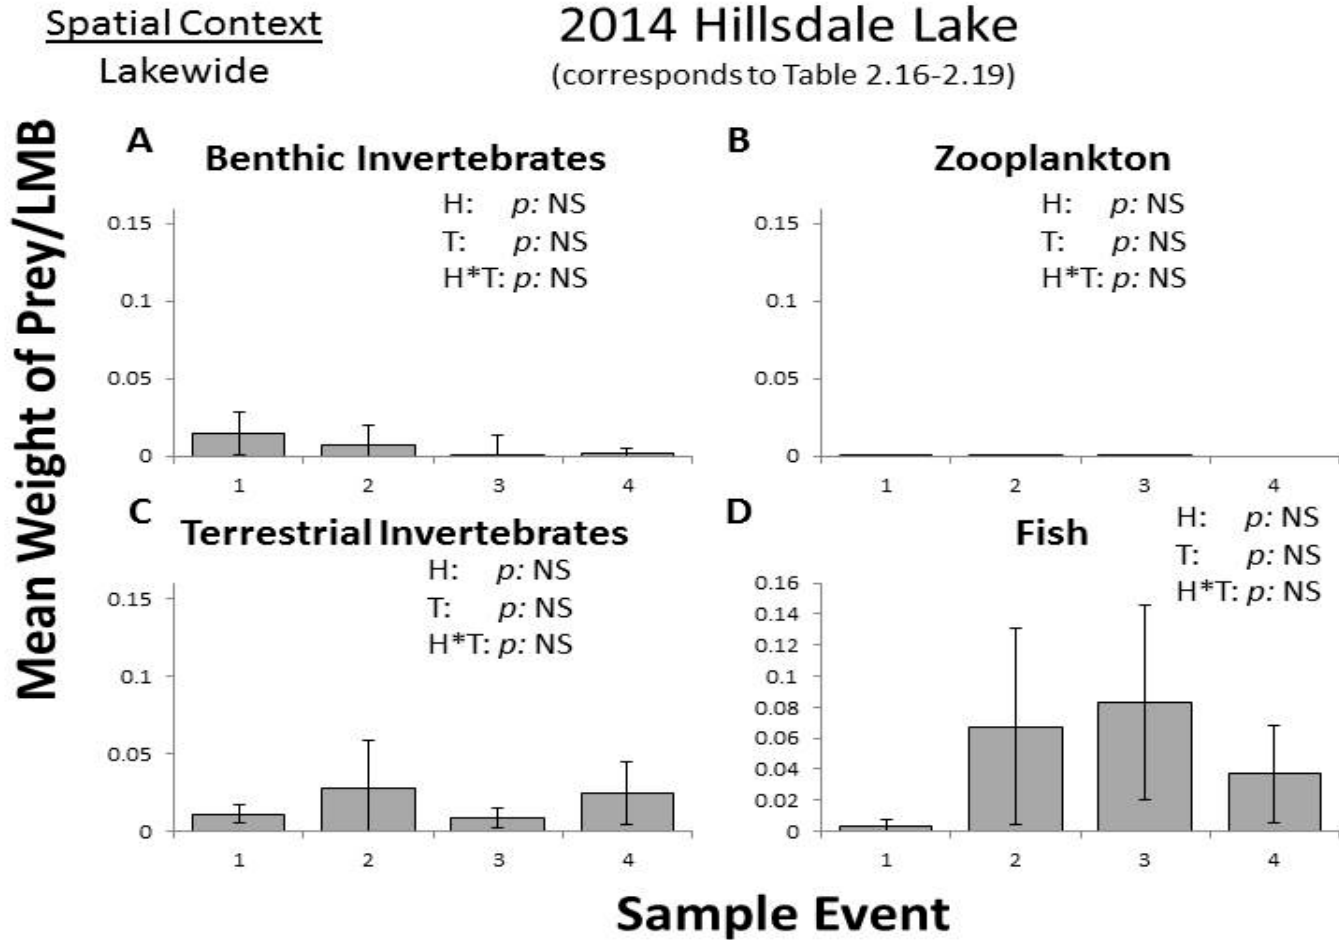 Spatial Context
Lakewide
2014 Hillsdale Lake
(corresponds to Table 2.16-2.19)
Mean Weight of Prey/LMB
A
Benthic Invertebrates
H: p: NS
T: p: NS
H*T: p: NS
0.15
0.1
0.05
0
1 2 3 4
B
Zooplankton
H: p: NS
T: p: NS
H*T: p: NS
0.15
0.1
0.05
0
1 2 3 4
C
Terrestrial Invertebrates
H: p: NS
T: p: NS
H*T: p: NS
0.15
0.1
0.05
0
1 2 3 4
D
Fish
H: p: NS
T: p: NS
H*T: p: NS
0.16
0.14
0.12
0.1
0.08
0.06
0.04
0.02
0
1 2 3 4
Sample Event